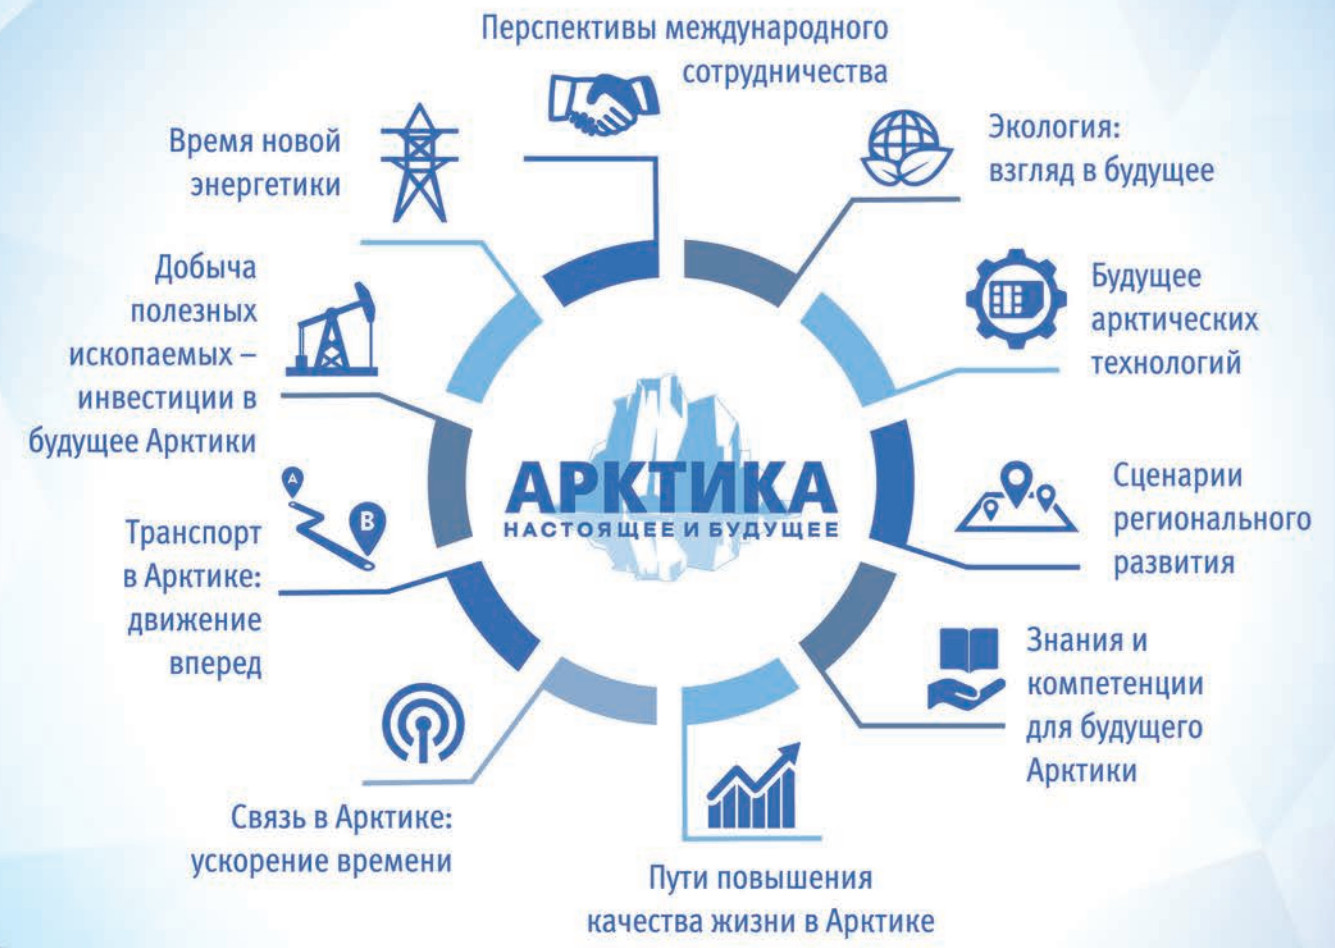 Перспективы международного
сотрудничества
Экология:
взгляд в будущее
Будущее
арктических
технологий
Сценарии
регионального
развития
Знания и
компетенции
для будущего
Арктики
Пути повышения
качества жизни в Арктике
Связь в Арктике:
ускорение времени
Транспорт
в Арктике:
движение
вперед
A
B
Добыча
полезных
ископаемых –
инвестиции в
будущее Арктики
Время новой
энергетики
АРКТИКА
НАСТОЯЩЕЕ И БУДУЩЕЕ